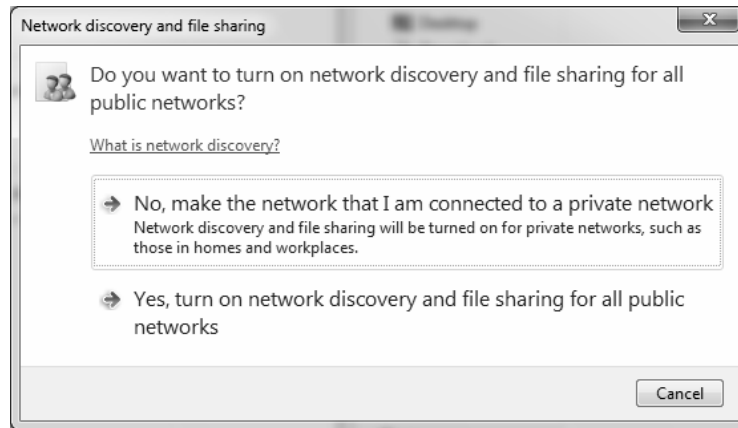 Network discovery and file sharing
Desktop
Do you want to turn on network discovery and file sharing for all
public networks?
What is network discovery?
No, make the network that I am connected to a private network
Network discovery and file sharing will be turned on for private networks, such as
those in homes and workplaces.
Yes, turn on network discovery and file sharing for all public
networks
Cancel